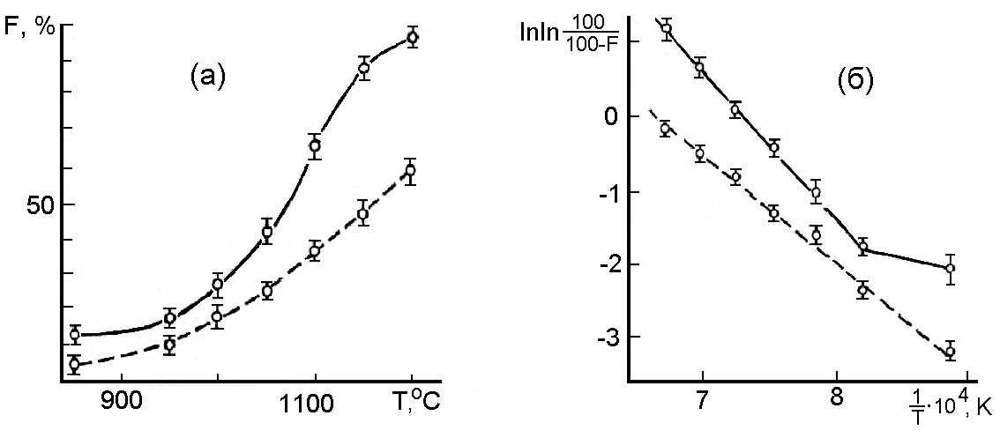 F, %
(а)
50
900
1100
T,°C
lnln 100/100-F
(б)
0
-1
-2
-3
7
8
1/T·10⁴, K